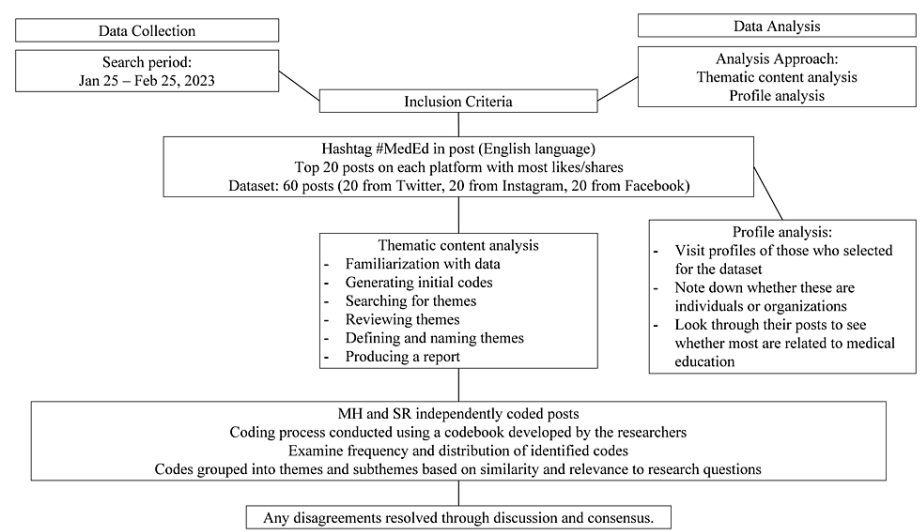 Data Collection
Data Analysis
Search period:
Jan 25 – Feb 25, 2023
Analysis Approach:
Thematic content analysis
Profile analysis
Inclusion Criteria
Hashtag #MedEd in post (English language)
Top 20 posts on each platform with most likes/shares
Dataset: 60 posts (20 from Twitter, 20 from Instagram, 20 from Facebook)
Thematic content analysis
- Familiarization with data
- Generating initial codes
- Searching for themes
- Reviewing themes
- Defining and naming themes
- Producing a report
Profile analysis:
- Visit profiles of those who selected
for the dataset
- Note down whether these are
individuals or organizations
- Look through their posts to see
whether most are related to medical
education
MH and SR independently coded posts
Coding process conducted using a codebook developed by the researchers
Examine frequency and distribution of identified codes
Codes grouped into themes and subthemes based on similarity and relevance to research questions
Any disagreements resolved through discussion and consensus.